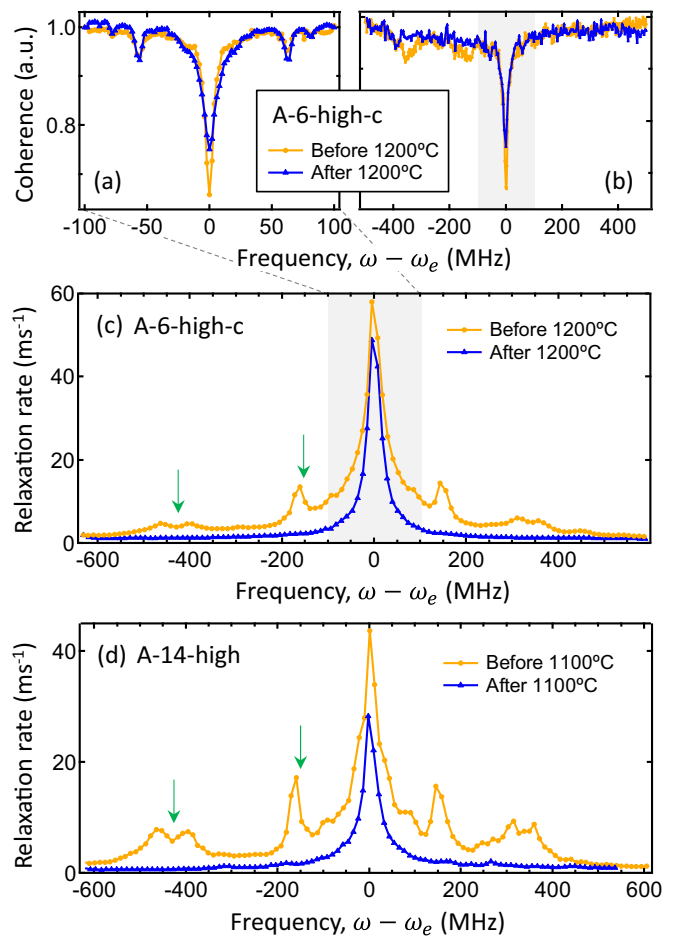 1.0
0.8
Coherence (a.u.)
(a)
(b)
A-6-high-c
Before 1200ºC
After 1200ºC
-100 -50 0 50 100
-400 -200 0 200 400
Frequency, ω − ωe (MHz)
60
40
20
0
Relaxation rate (ms-1)
(c) A-6-high-c
Before 1200ºC
After 1200ºC
-600 -400 -200 0 200 400
Frequency, ω − ωe (MHz)
40
20
0
Relaxation rate (ms-1)
(d) A-14-high
Before 1100ºC
After 1100ºC
-600 -400 -200 0 200 400 600
Frequency, ω − ωe (MHz)